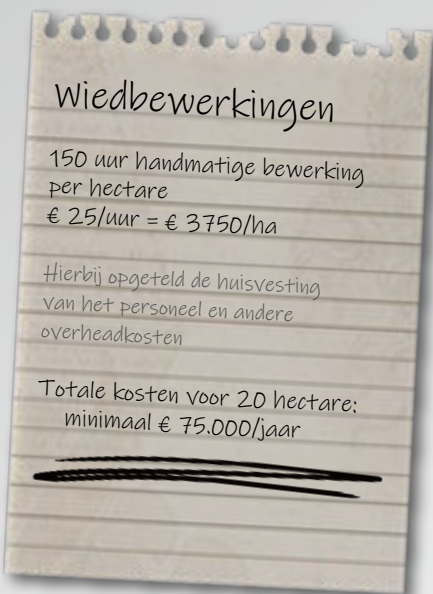 Wiedbewerkingen
150 uur handmatige bewerking
per hectare
€ 25/uur = € 3750/ha
Hierbij opgeteld de huisvesting
van het personeel en andere
overheadkosten
Totale kosten voor 20 hectare:
minimaal € 75.000/jaar